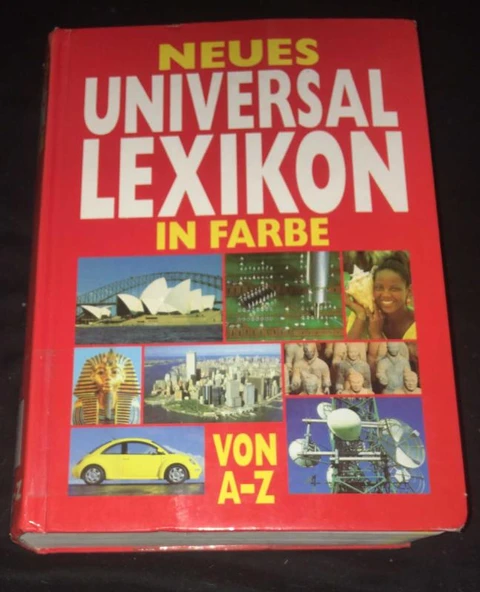 NEUES
UNIVERSAL
LEXIKON
IN FARBE
VON
A-Z